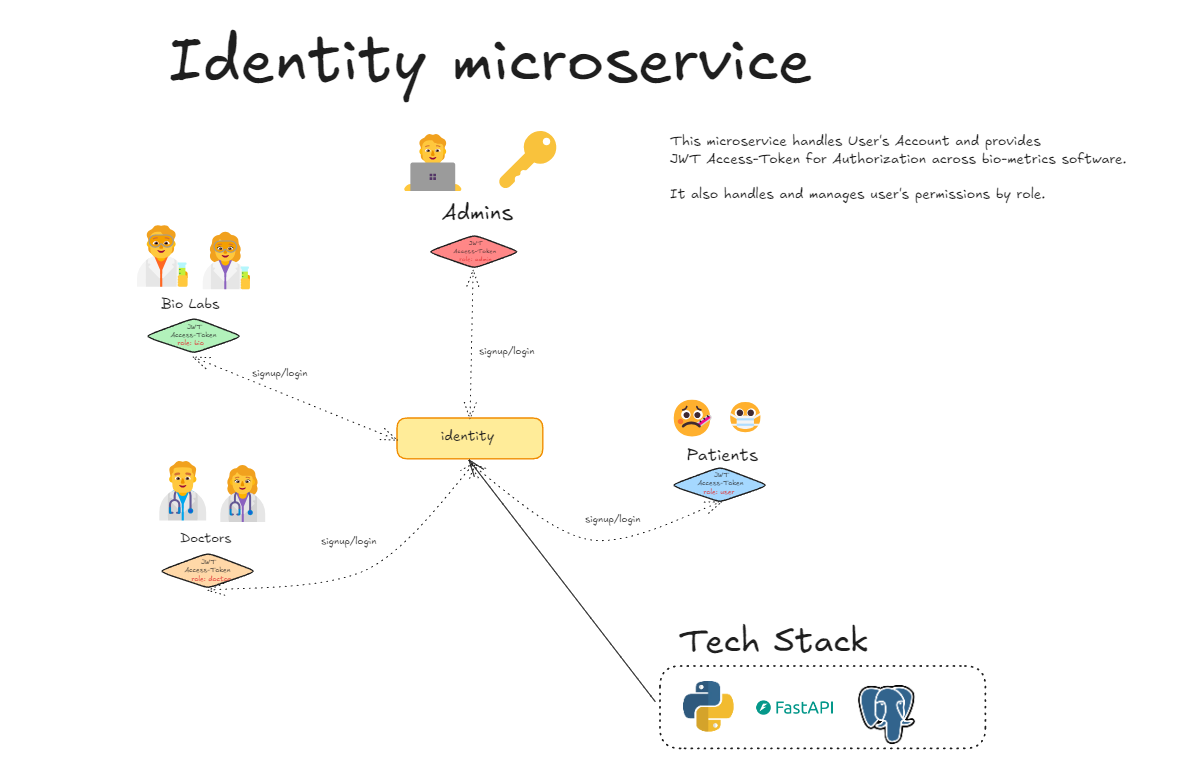 Identity microservice
This microservice handles User's Account and provides
JWT Access-Token for Authorization across bio-metrics software.
It also handles and manages user's permissions by role.
Admins
JWT
Access-Token
role: admin
Bio Labs
JWT
Access-Token
role: bio
signup/login
signup/login
identity
Patients
JWT
Access-Token
role: user
signup/login
Doctors
JWT
Access-Token
role: doctor
signup/login
Tech Stack
FastAPI